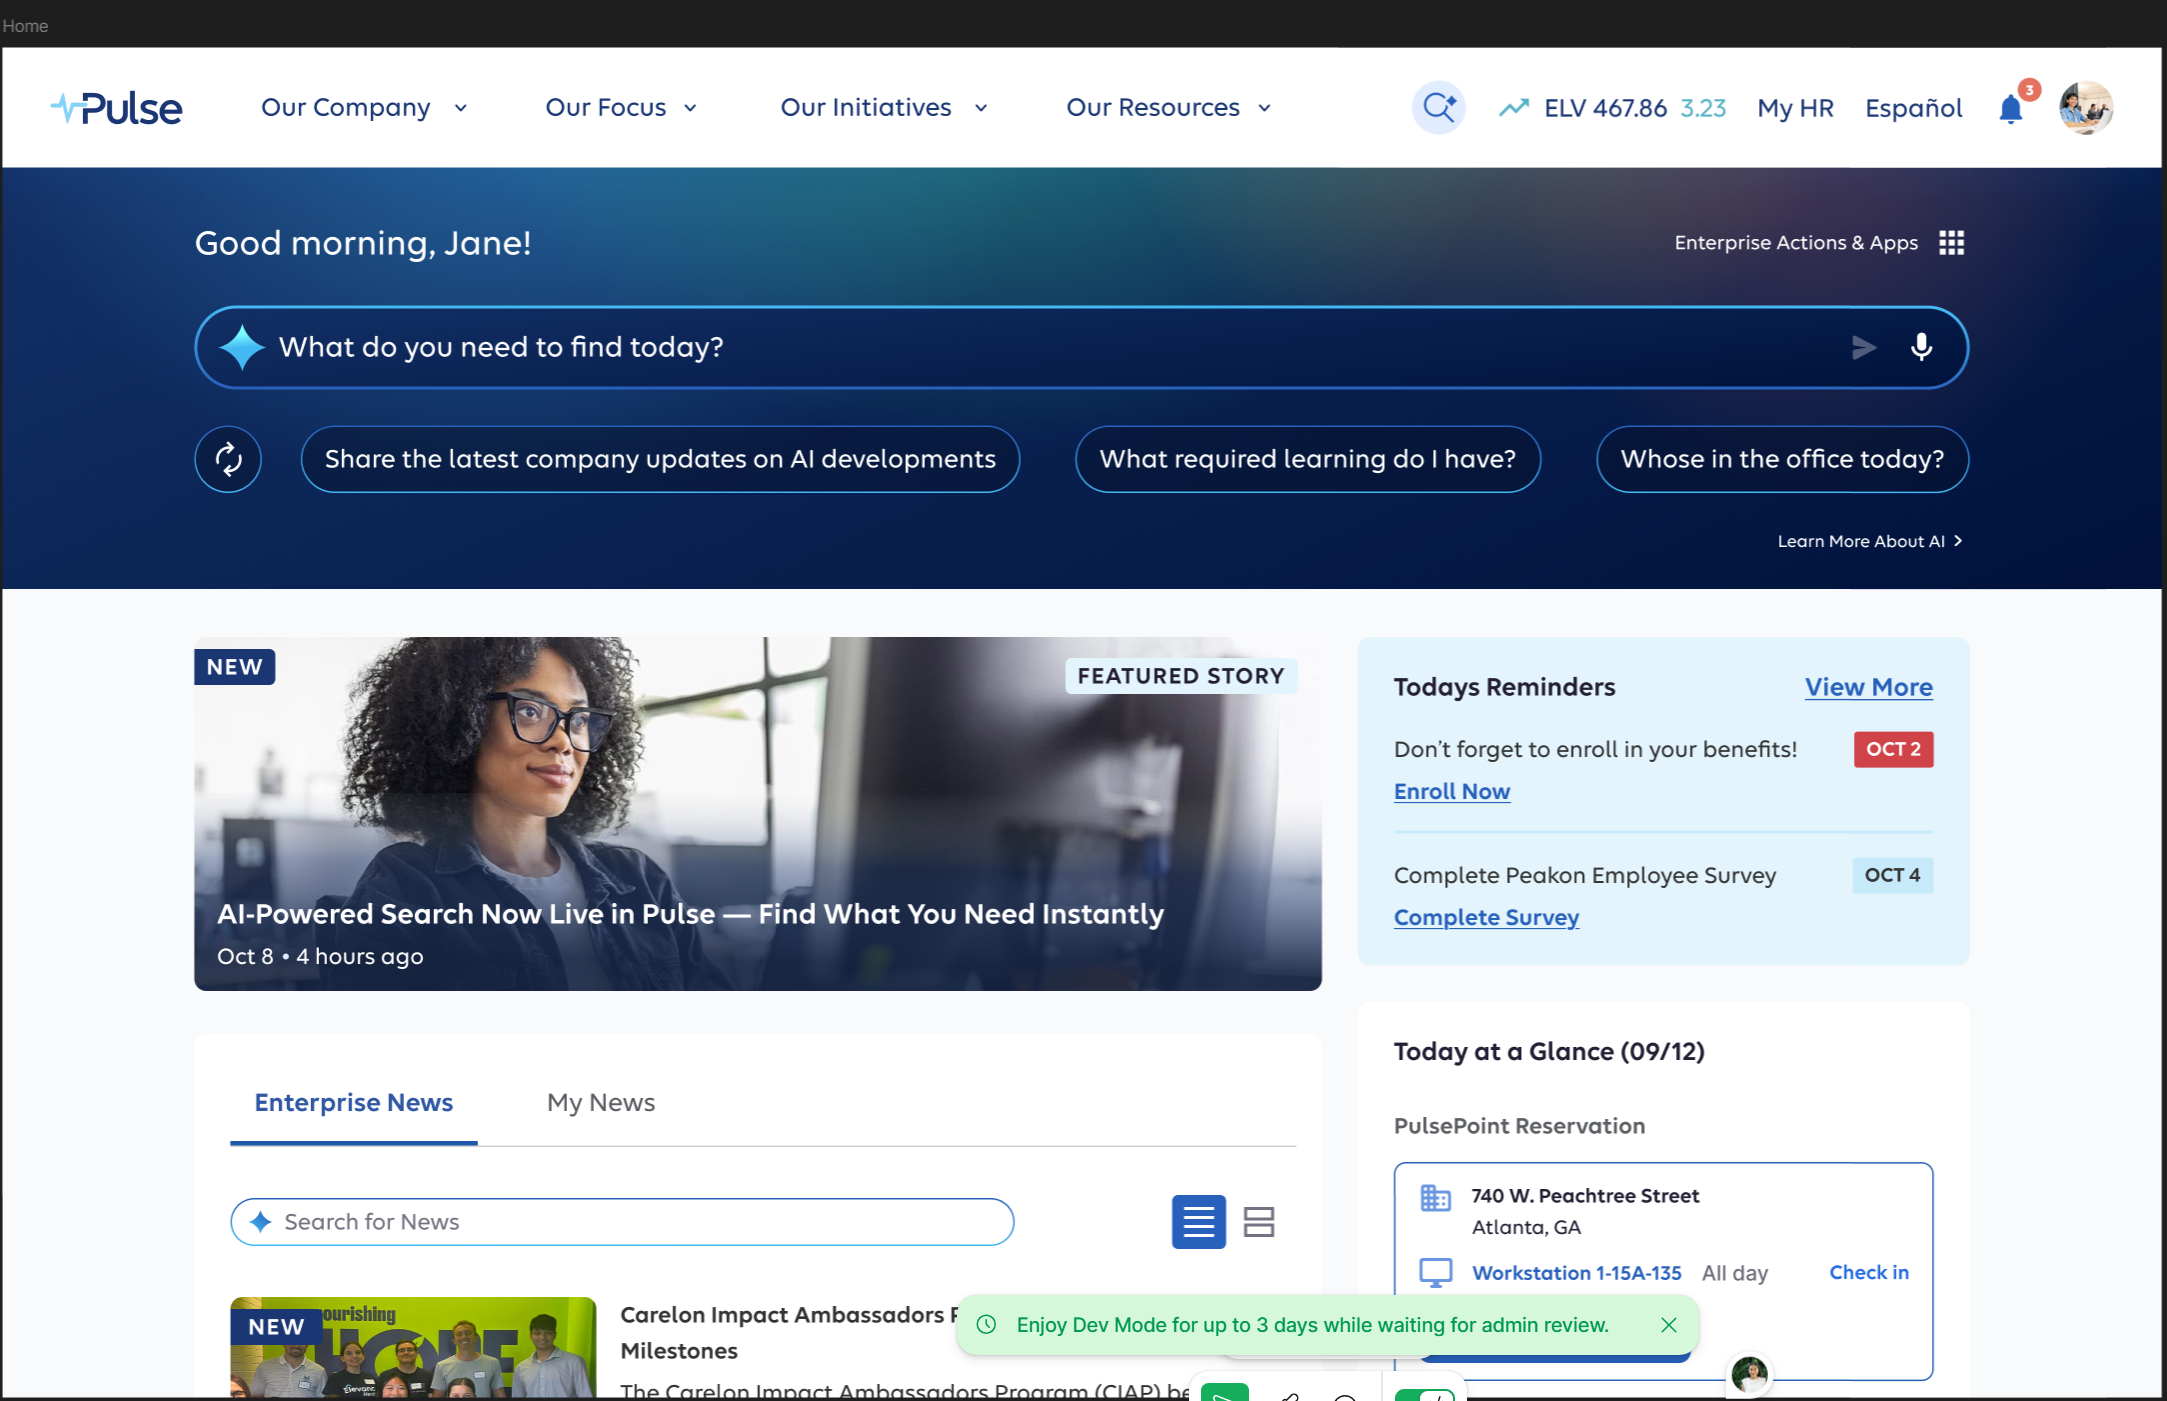 Home
Pulse
Our Company
Our Focus
Our Initiatives
Our Resources
ELV 467.86 3.23
My HR
Español
3
Good morning, Jane!
Enterprise Actions & Apps
What do you need to find today?
Share the latest company updates on AI developments
What required learning do I have?
Whose in the office today?
Learn More About AI
NEW
FEATURED STORY
AI-Powered Search Now Live in Pulse — Find What You Need Instantly
Oct 8 • 4 hours ago
Todays Reminders
View More
Don't forget to enroll in your benefits!
OCT 2
Enroll Now
Complete Peakon Employee Survey
OCT 4
Complete Survey
Enterprise News
My News
Search for News
NEW
ourishing
HOPE
Carelon Impact Ambassadors
Milestones
The Carelon Impact Ambassadors Program (CIAP) be
Today at a Glance (09/12)
PulsePoint Reservation
740 W. Peachtree Street
Atlanta, GA
Workstation 1-15A-135
All day
Check in
Enjoy Dev Mode for up to 3 days while waiting for admin review.